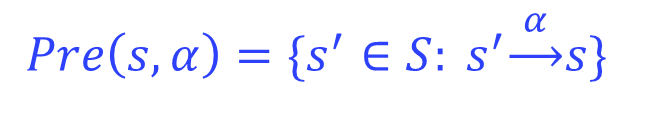 Pre(s, α) = {s′ ∈ S: s′ —α→ s}